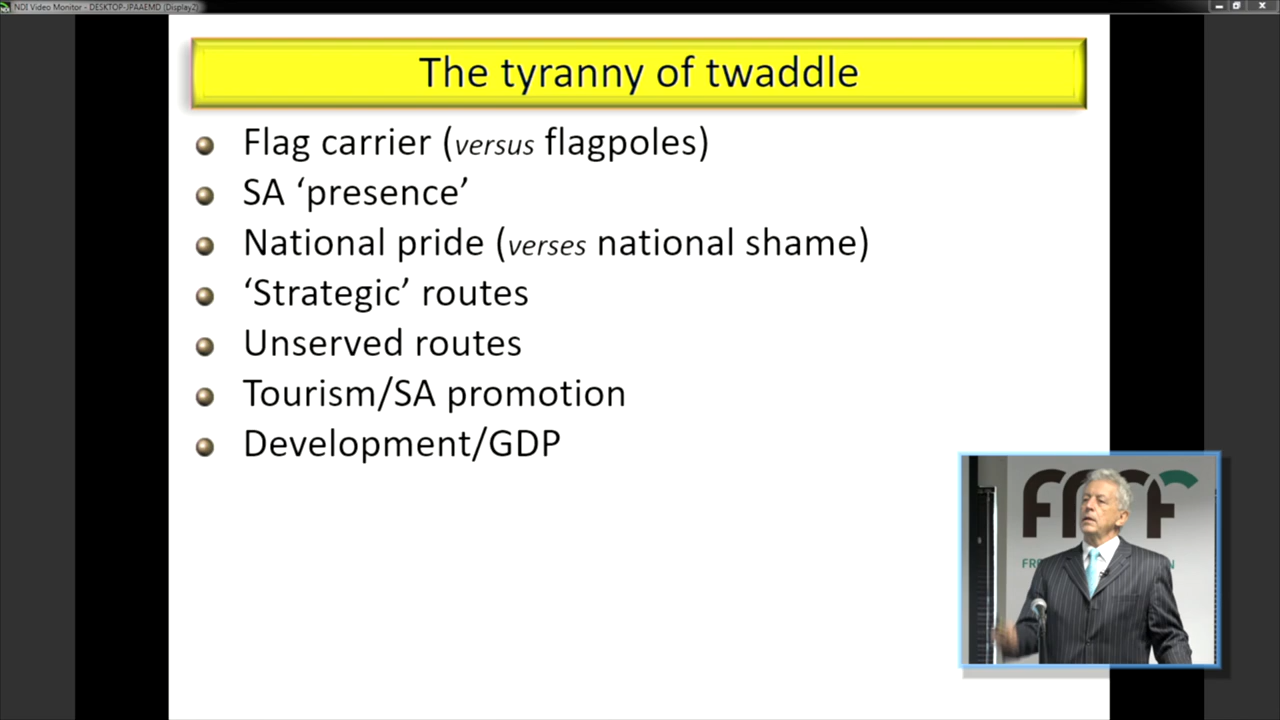 NDI Video Monitor - DESKTOP-JPAAEMD (Display2)
The tyranny of twaddle
Flag carrier (versus flagpoles)
SA ‘presence’
National pride (verses national shame)
‘Strategic’ routes
Unserved routes
Tourism/SA promotion
Development/GDP